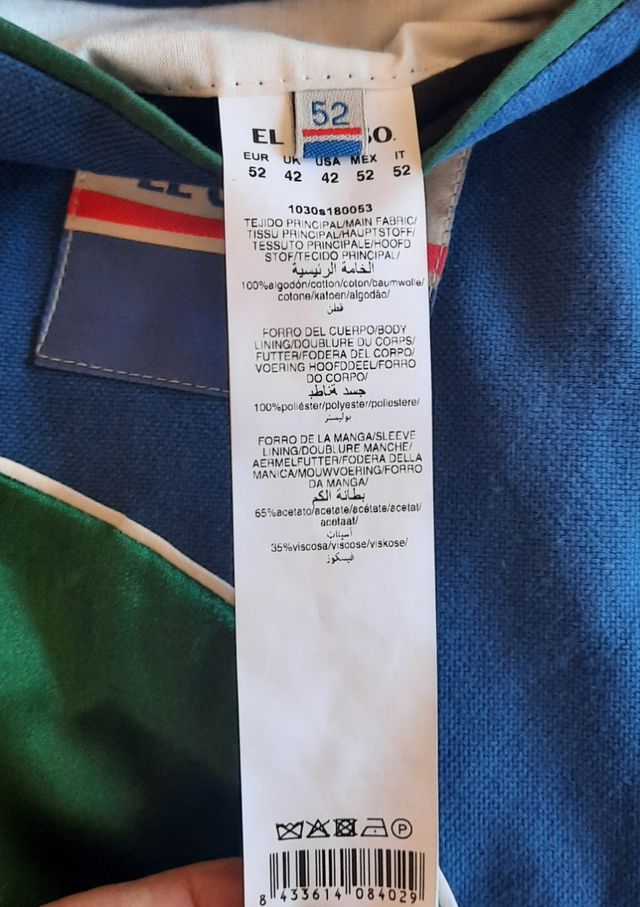 52
EL
O.
EUR UK USA MEX IT
52 42 42 52 52
1030s180053
TEJIDO PRINCIPAL/MAIN FABRIC/
TISSU PRINCIPAL/HAUPTSTOFF/
TESSUTO PRINCIPALE/HOOFD
STOF/TECIDO PRINCIPAL/
الخامة الرئيسية
100%algodón/cotton/coton/baumwolle/
cotone/katoen/algodão/
قطن
FORRO DEL CUERPO/BODY
LINING/DOUBLURE DU CORPS/
FUTTER/FODERA DEL CORPO/
VOERING HOOFDDEEL/FORRO
DO CORPO/
100%poliéster/polyester/poliestere/
بوليستر
FORRO DE LA MANGA/SLEEVE
LINING/DOUBLURE MANCHE/
AERMELFUTTER/FODERA DELLA
MANICA/MOUWVOERING/FORRO
DA MANGA/
بطانة الكم
65%acetato/acetate/acétate/acetat/
acetaat/
أسيتات
35%viscosa/viscose/viskose/
فيسكوز
P
8 433614 084029